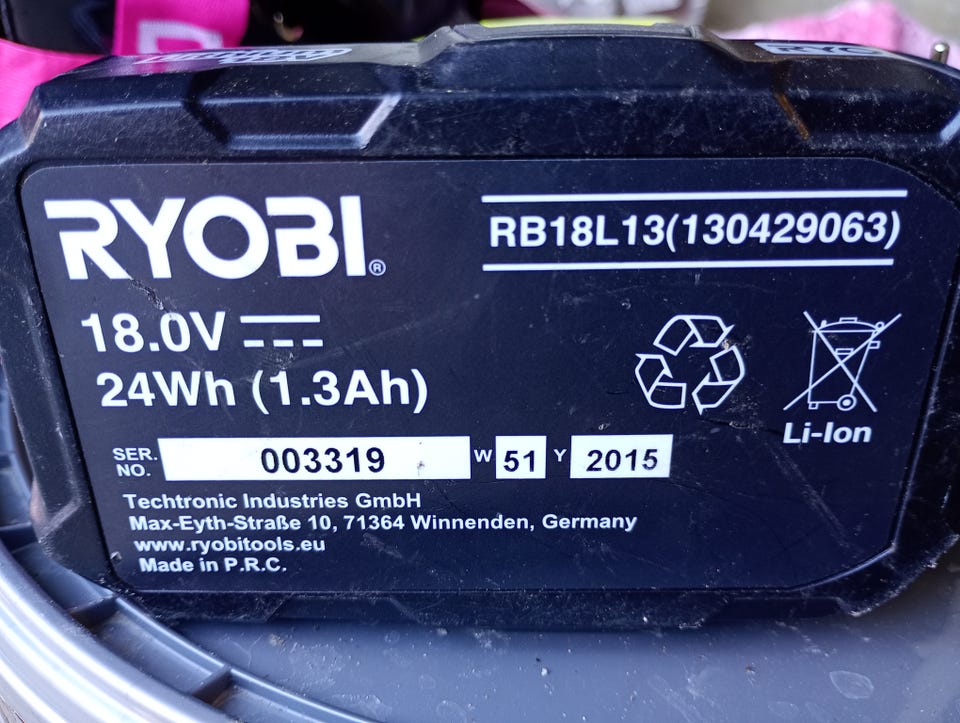 RYOBI®
RB18L13(130429063)
18.0V
24Wh (1.3Ah)
Li-Ion
SER. NO. 003319 W 51 Y 2015
Techtronic Industries GmbH
Max-Eyth-Straße 10, 71364 Winnenden, Germany
www.ryobitools.eu
Made in P.R.C.